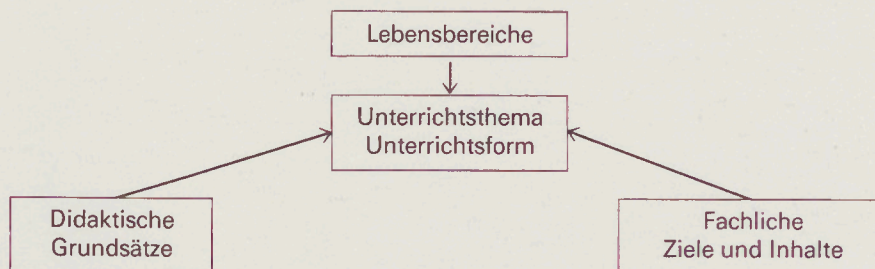 Lebensbereiche
Unterrichtsthema
Unterrichtsform
Didaktische
Grundsätze
Fachliche
Ziele und Inhalte